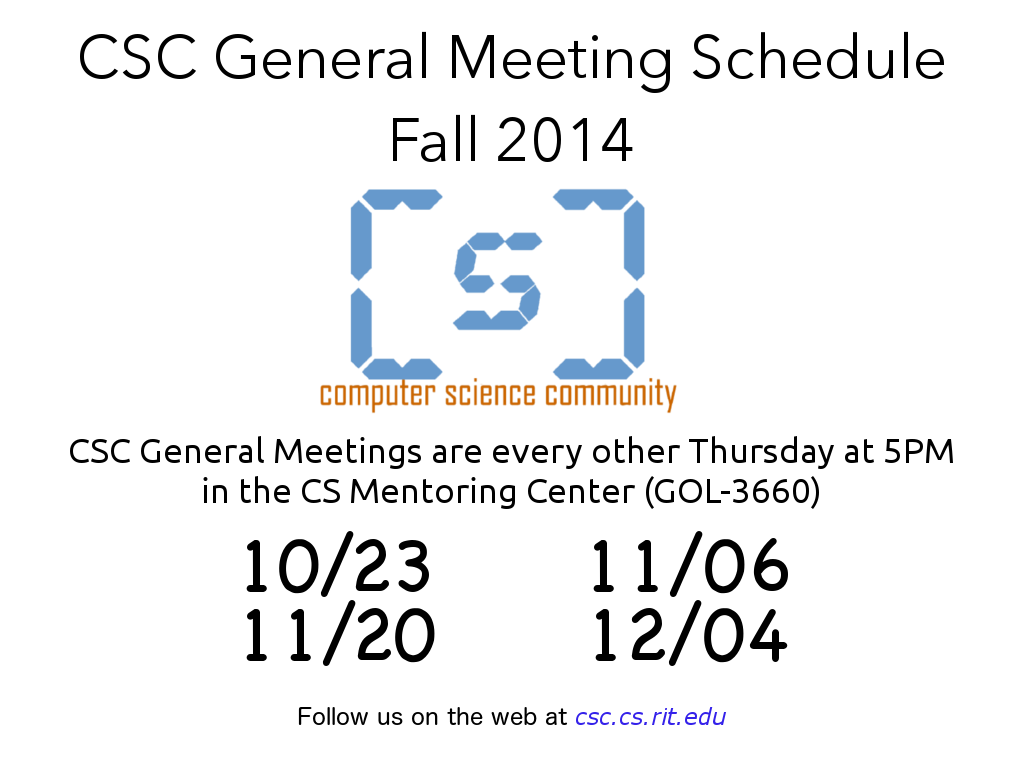 CSC General Meeting Schedule
Fall 2014
[s]
computer science community
CSC General Meetings are every other Thursday at 5PM
in the CS Mentoring Center (GOL-3660)
10/23 11/06
11/20 12/04
Follow us on the web at csc.cs.rit.edu